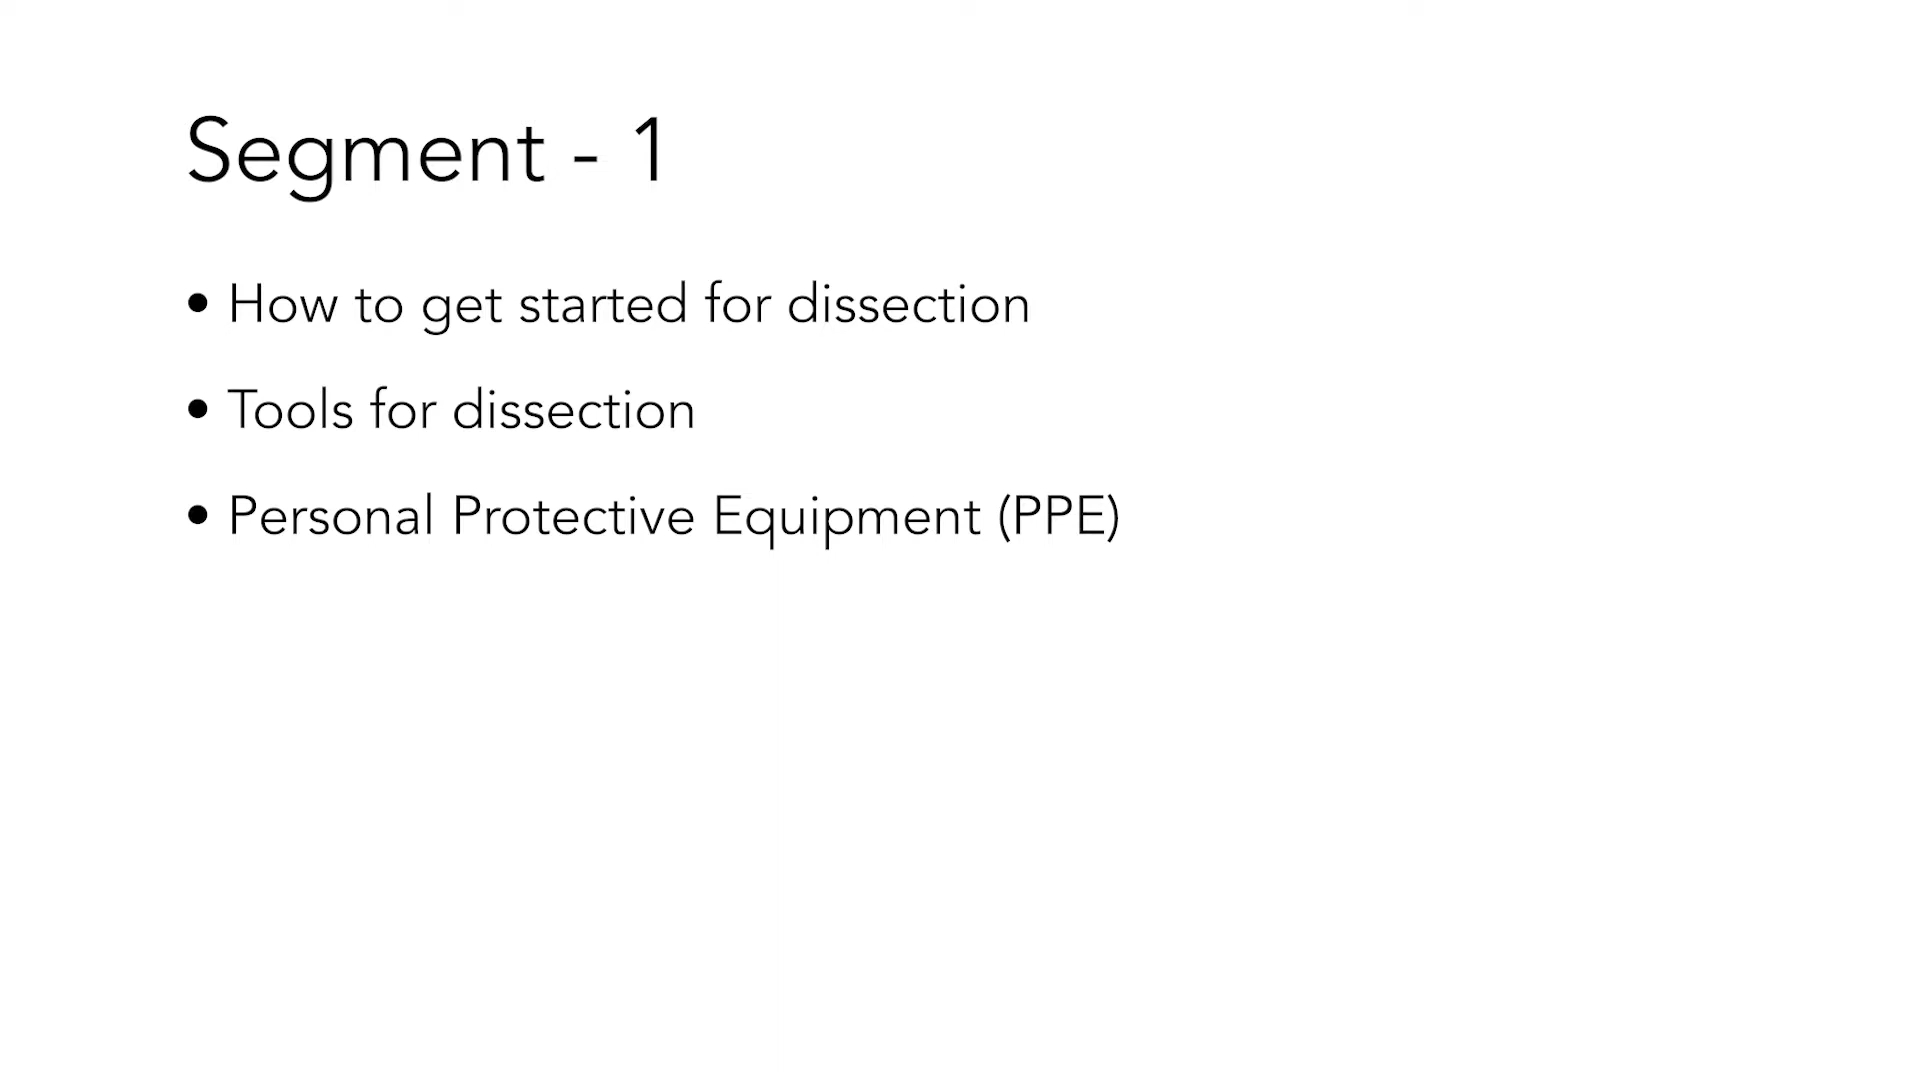 Segment - 1
• How to get started for dissection
• Tools for dissection
• Personal Protective Equipment (PPE)